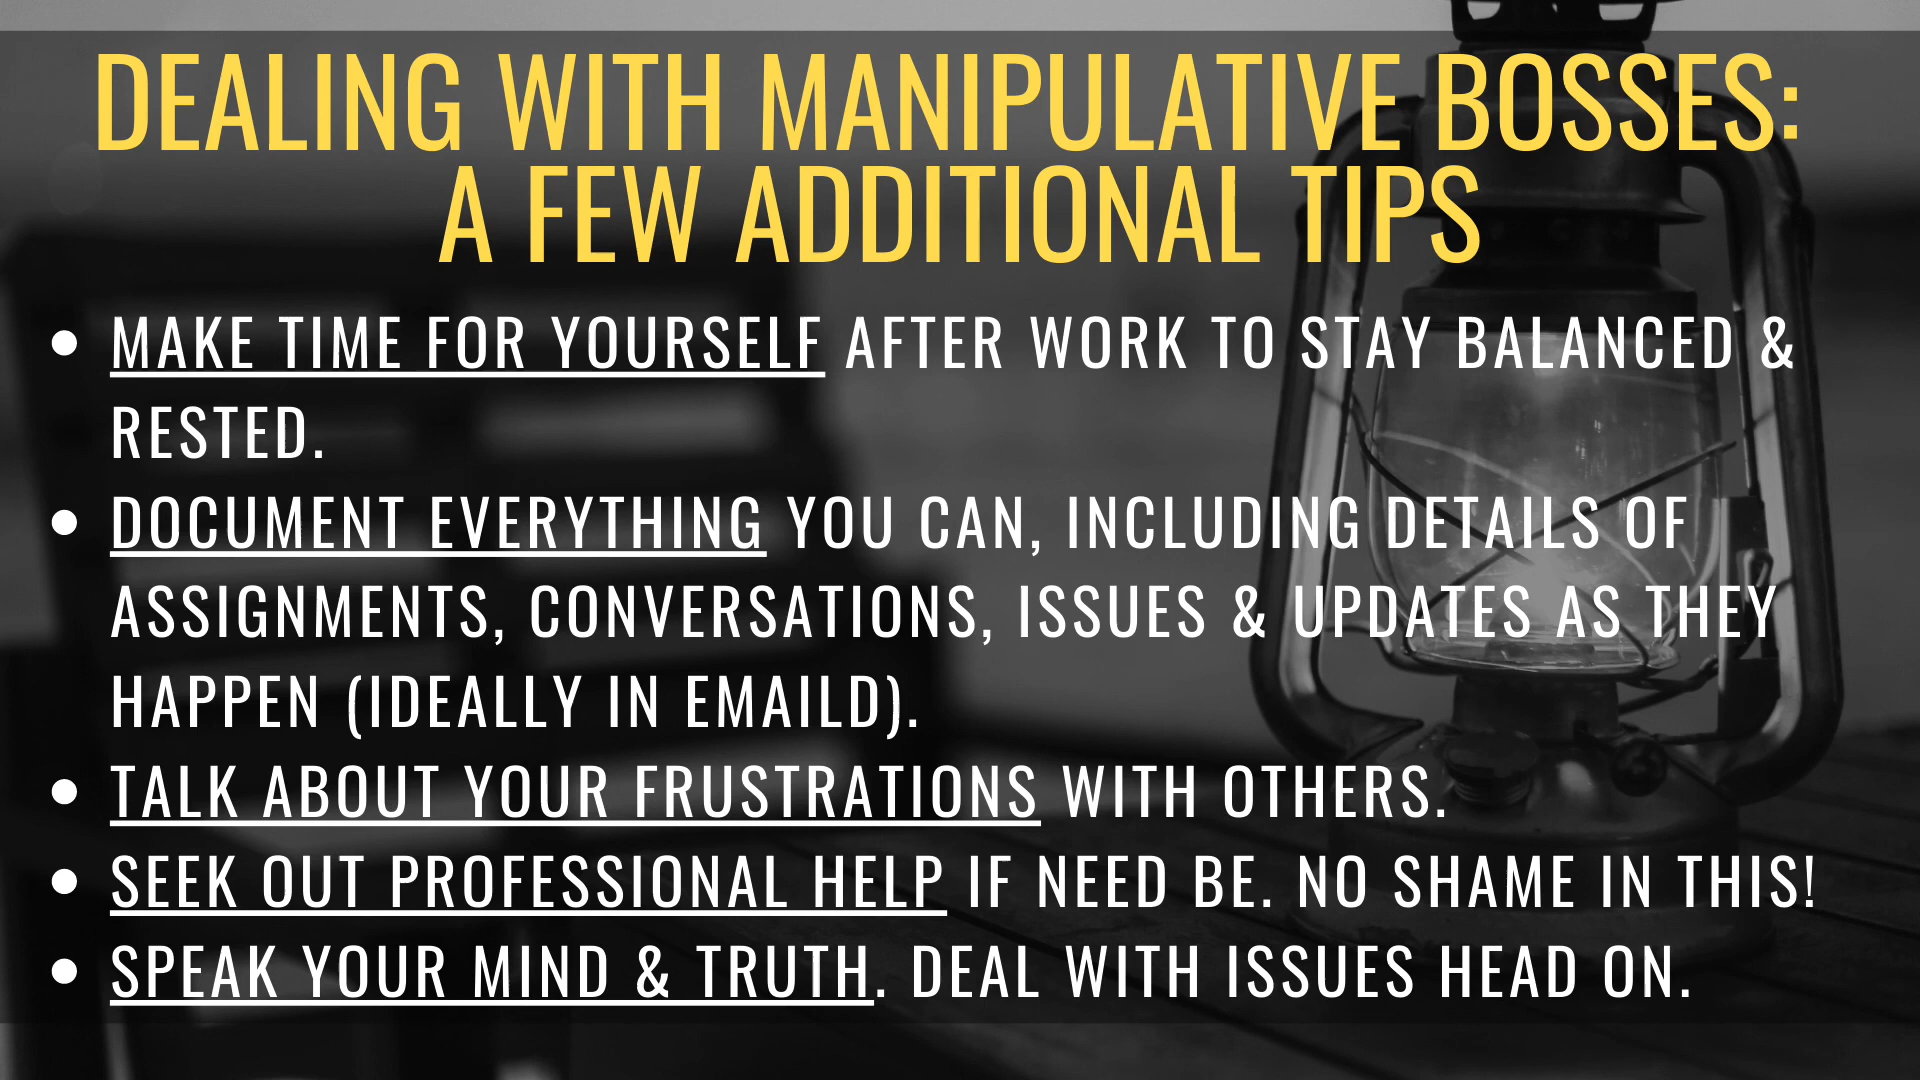 DEALING WITH MANIPULATIVE BOSSES:
A FEW ADDITIONAL TIPS
• MAKE TIME FOR YOURSELF AFTER WORK TO STAY BALANCED &
RESTED.
• DOCUMENT EVERYTHING YOU CAN, INCLUDING DETAILS OF
ASSIGNMENTS, CONVERSATIONS, ISSUES & UPDATES AS THEY
HAPPEN (IDEALLY IN EMAILD).
• TALK ABOUT YOUR FRUSTRATIONS WITH OTHERS.
• SEEK OUT PROFESSIONAL HELP IF NEED BE. NO SHAME IN THIS!
• SPEAK YOUR MIND & TRUTH. DEAL WITH ISSUES HEAD ON.